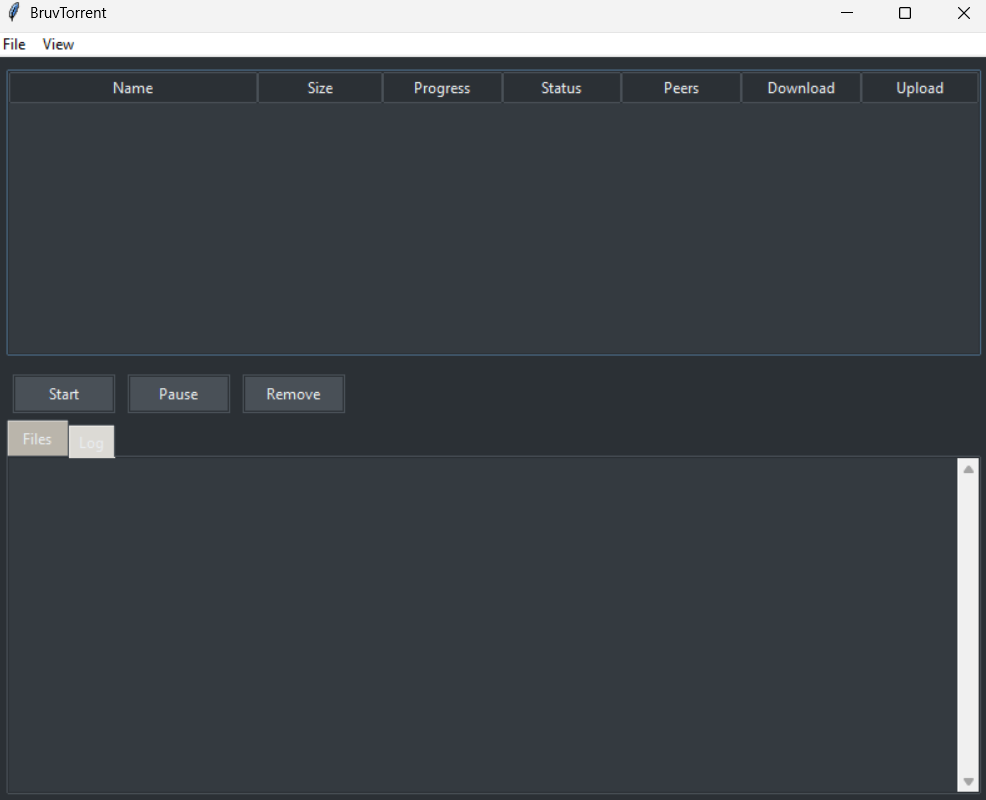 BruvTorrent
File View
Name Size Progress Status Peers Download Upload
Start Pause Remove
Files Log